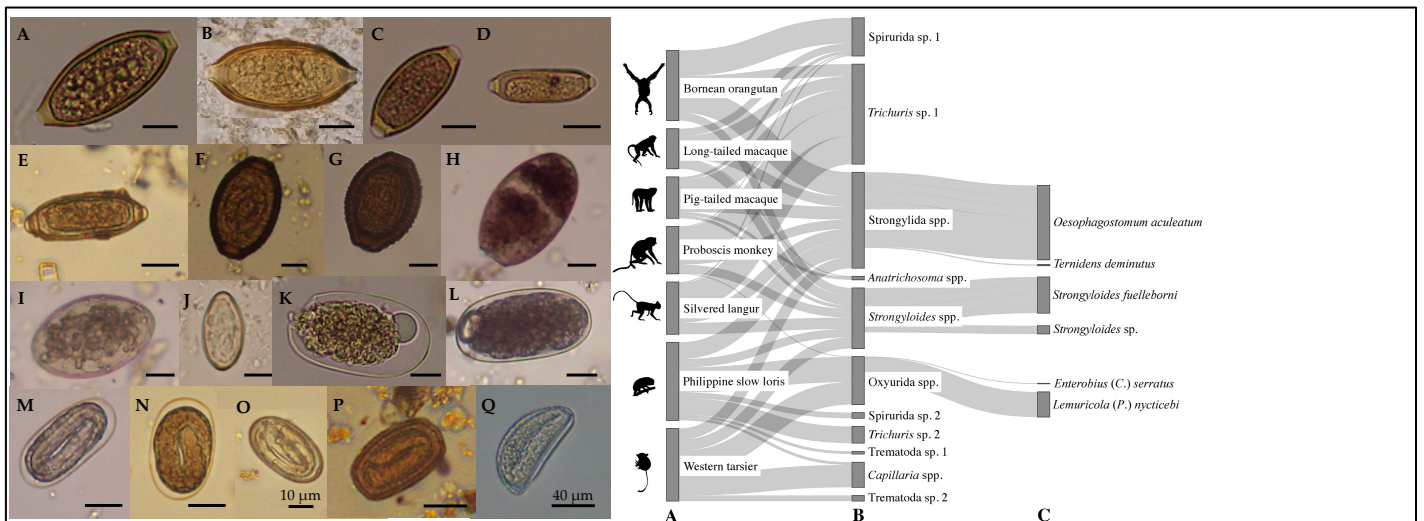 A
B
C
D
E
F
G
H
I
J
K
L
M
N
O
P
Q
10 µm
40 µm
Bornean orangutan
Long-tailed macaque
Pig-tailed macaque
Proboscis monkey
Silvered langur
Philippine slow loris
Western tarsier
Spirurida sp. 1
Trichuris sp. 1
Strongylida spp.
Anatrichosoma spp.
Strongyloides spp.
Oxyurida spp.
Spirurida sp. 2
Trichuris sp. 2
Trematoda sp. 1
Capillaria spp.
Trematoda sp. 2
Oesophagostomum aculeatum
Ternidens deminutus
Strongyloides fuelleborni
Strongyloides sp.
Enterobius (C.) serratus
Lemuricola (P.) nycticebi
A
B
C